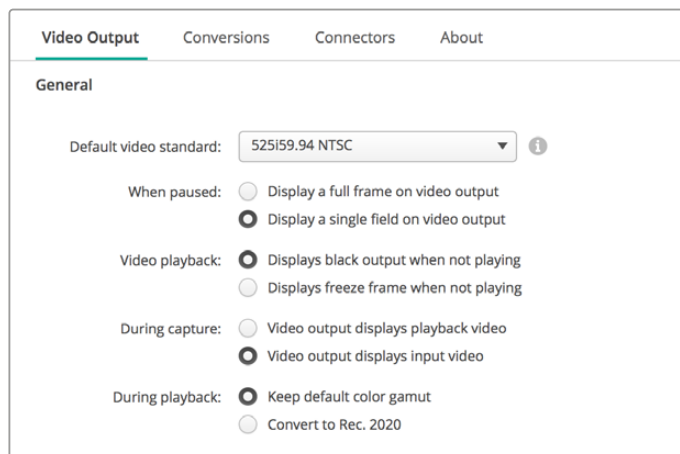 Video Output Conversions Connectors About
General
Default video standard: 525i59.94 NTSC
When paused: Display a full frame on video output
Display a single field on video output
Video playback: Displays black output when not playing
Displays freeze frame when not playing
During capture: Video output displays playback video
Video output displays input video
During playback: Keep default color gamut
Convert to Rec. 2020